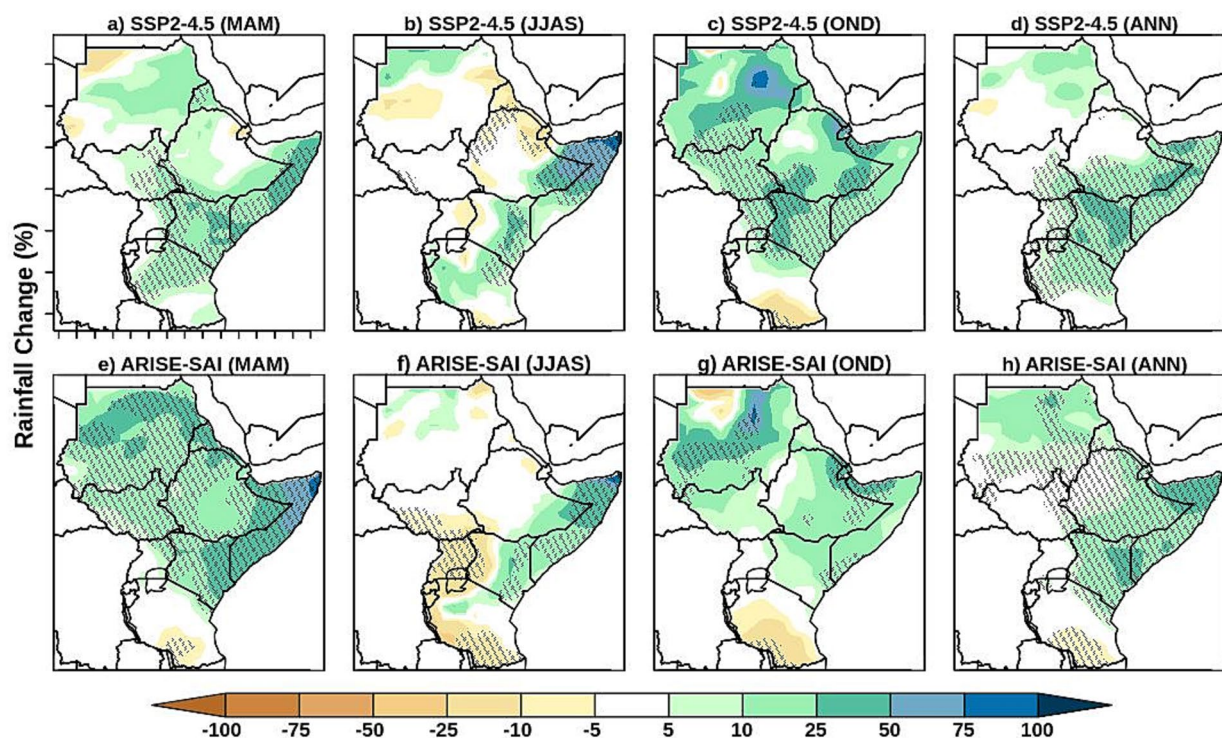 a) SSP2-4.5 (MAM)
b) SSP2-4.5 (JJAS)
c) SSP2-4.5 (OND)
d) SSP2-4.5 (ANN)
Rainfall Change (%)
e) ARISE-SAI (MAM)
f) ARISE-SAI (JJAS)
g) ARISE-SAI (OND)
h) ARISE-SAI (ANN)
-100 -75 -50 -25 -10 -5 5 10 25 50 75 100